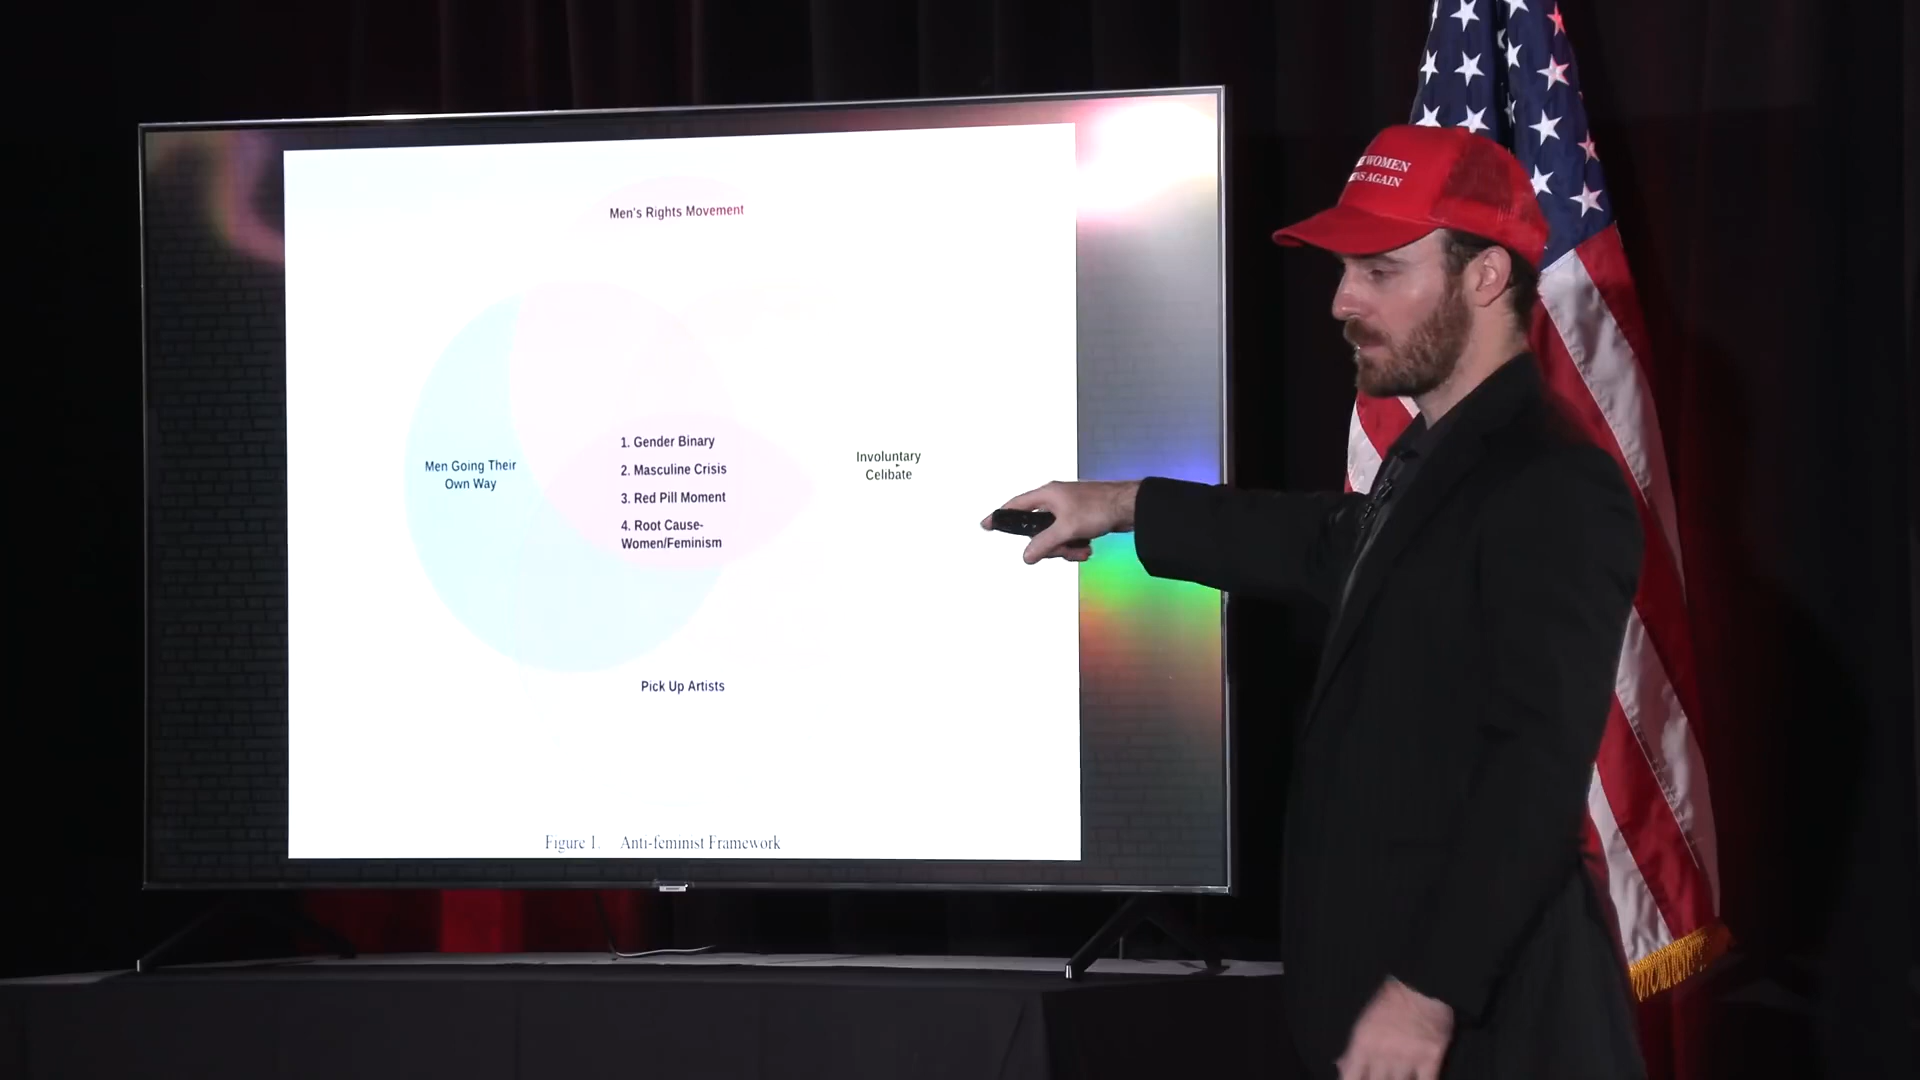 WOMEN
AGAIN
Men's Rights Movement
Men Going Their
Own Way
1. Gender Binary
2. Masculine Crisis
3. Red Pill Moment
4. Root Cause-
Women/Feminism
Involuntary
Celibate
Pick Up Artists
Figure 1. Anti-feminist Framework